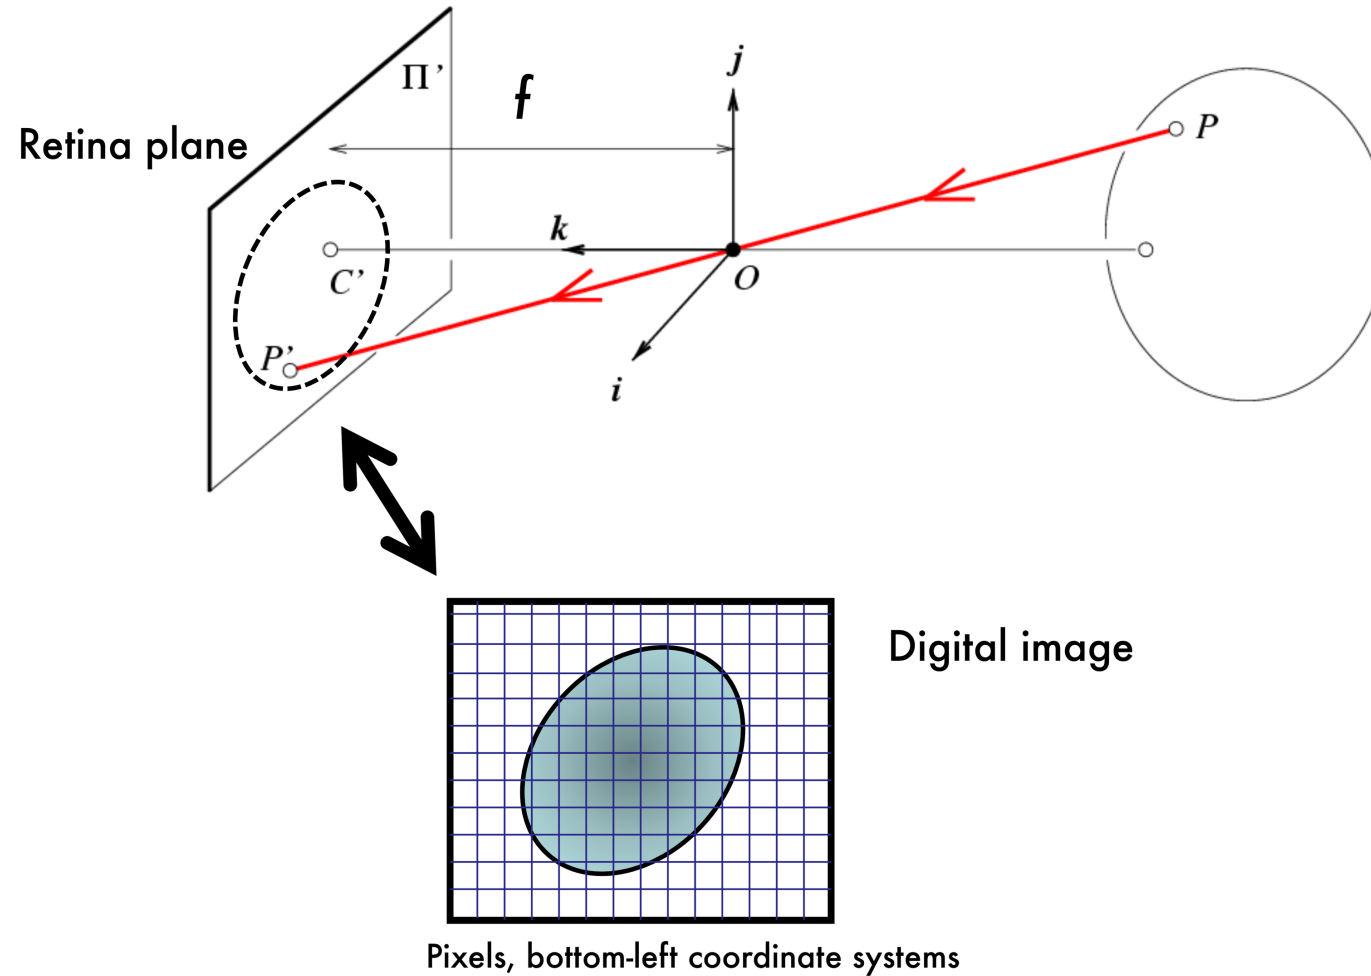 j
Π’
f
P
Retina plane
k
C’
O
P’
i
Digital image
Pixels, bottom-left coordinate systems